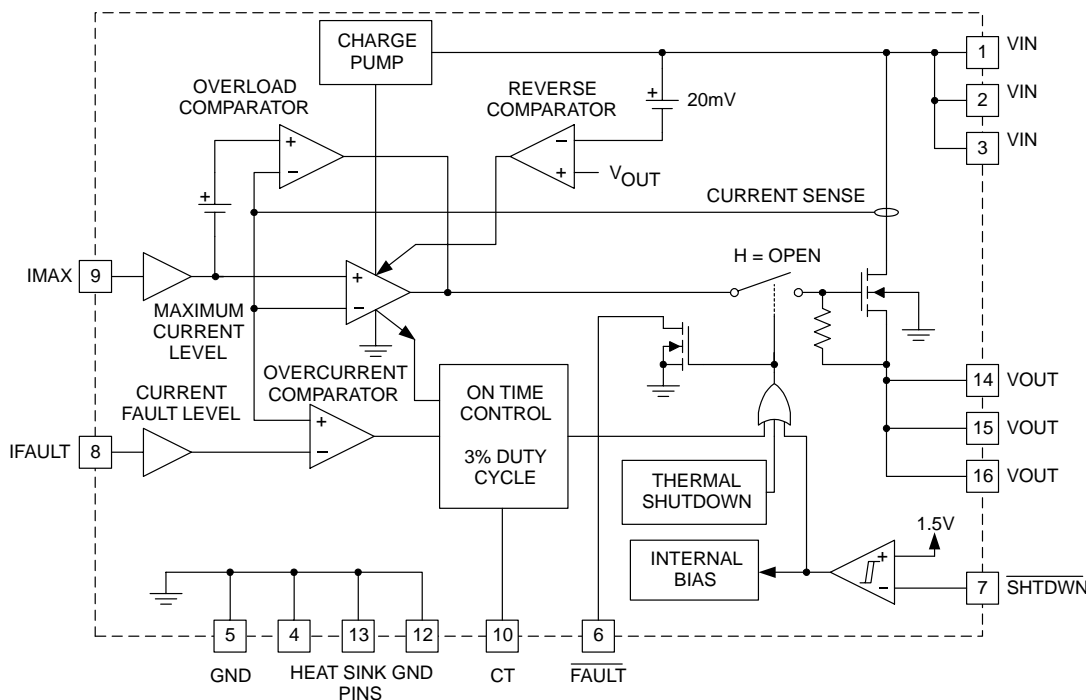 CHARGE
PUMP
1
VIN
OVERLOAD
COMPARATOR
REVERSE
COMPARATOR
+
20mV
2
VIN
3
VIN
+
−
−
+
VOUT
+
CURRENT SENSE
IMAX
9
+
−
H = OPEN
MAXIMUM
CURRENT
LEVEL
OVERCURRENT
COMPARATOR
CURRENT
FAULT LEVEL
ON TIME
CONTROL
3% DUTY
CYCLE
14
VOUT
15
VOUT
16
VOUT
IFAULT
8
+
−
THERMAL
SHUTDOWN
1.5V
INTERNAL
BIAS
+
−
7
SHTDWN
5
4
13
12
10
6
GND
HEAT SINK GND
PINS
CT
FAULT